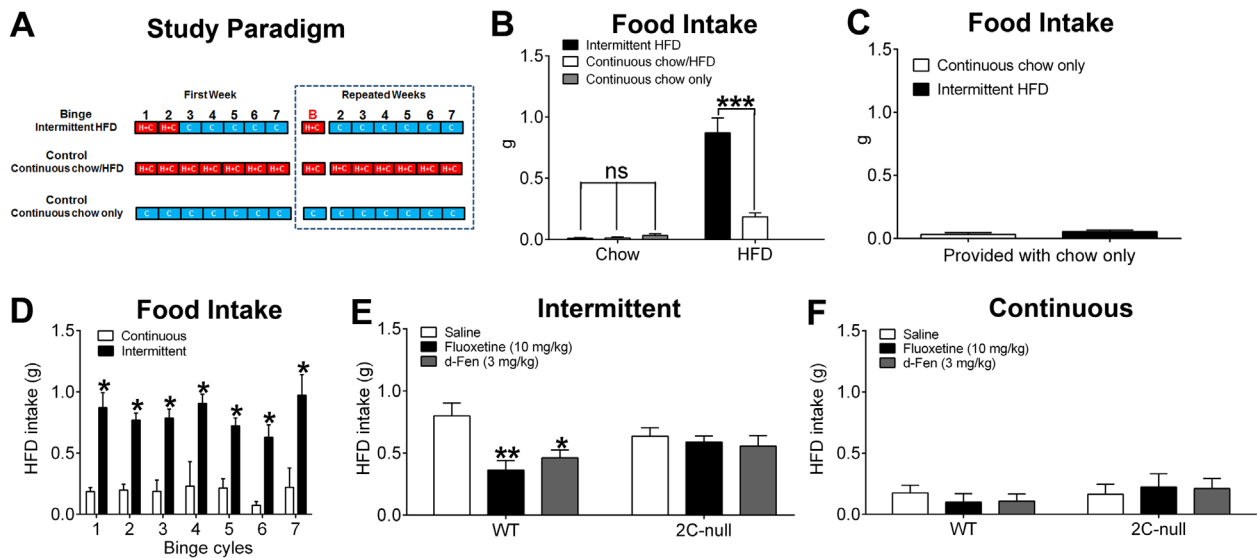 A
Study Paradigm
First Week
Repeated Weeks
Binge
Intermittent HFD
1 2 3 4 5 6 7
B 2 3 4 5 6 7
H+C H+C C C C C C
H+C C C C C C C
Control
Continuous chow/HFD
H+C H+C H+C H+C H+C H+C H+C
H+C H+C H+C H+C H+C H+C H+C
Control
Continuous chow only
C C C C C C C
C C C C C C C
B
Food Intake
Intermittent HFD
Continuous chow/HFD
Continuous chow only
1.5
1.0
0.5
0.0
g
ns
***
Chow
HFD
C
Food Intake
Continuous chow only
Intermittent HFD
1.5
1.0
0.5
0.0
g
Provided with chow only
D
Food Intake
Continuous
Intermittent
1.5
1.0
0.5
0.0
HFD intake (g)
* * * * * * *
1 2 3 4 5 6 7
Binge cyles
E
Intermittent
Saline
Fluoxetine (10 mg/kg)
d-Fen (3 mg/kg)
1.5
1.0
0.5
0.0
HFD intake (g)
**
*
WT
2C-null
F
Continuous
Saline
Fluoxetine (10 mg/kg)
d-Fen (3 mg/kg)
1.5
1.0
0.5
0.0
HFD intake (g)
WT
2C-null